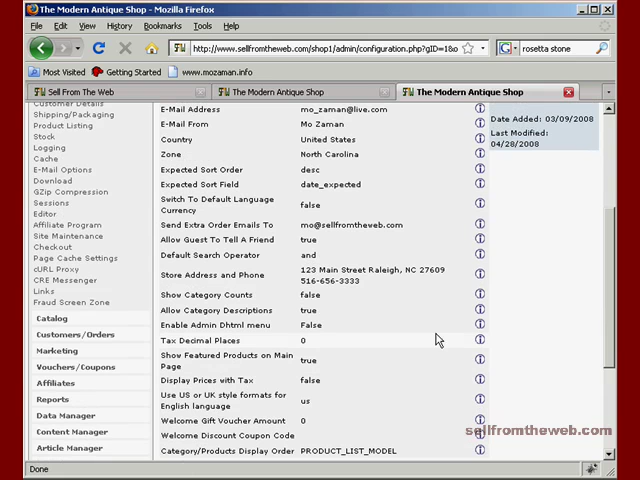 The Modern Antique Shop - Mozilla Firefox
File Edit View History Bookmarks Tools Help
http://www.sellfromtheweb.com/shop1/admin/configuration.php?gID=1&o
rosetta stone
Most Visited Getting Started www.mozaman.info
Sell From The Web The Modern Antique Shop The Modern Antique Shop
Customer Details
Shipping/Packaging
Product Listing
Stock
Logging
Cache
E-Mail Options
Download
GZip Compression
Sessions
Editor
Affiliate Program
Site Maintenance
Checkout
Page Cache Settings
cURL Proxy
CRE Messenger
Links
Fraud Screen Zone
Catalog
Customers/Orders
Marketing
Vouchers/Coupons
Affiliates
Reports
Data Manager
Content Manager
Article Manager
E-Mail Address mo_zaman@live.com
E-Mail From Mo Zaman
Country United States
Zone North Carolina
Expected Sort Order desc
Expected Sort Field date_expected
Switch To Default Language
Currency false
Send Extra Order Emails To mo@sellfromtheweb.com
Allow Guest To Tell A Friend true
Default Search Operator and
Store Address and Phone 123 Main Street Raleigh, NC 27609
516-656-3333
Show Category Counts false
Allow Category Descriptions true
Enable Admin Dhtml menu False
Tax Decimal Places 0
Show Featured Products on Main
Page true
Display Prices with Tax false
Use US or UK style formats for
English language us
Welcome Gift Voucher Amount 0
Welcome Discount Coupon Code
Category/Products Display Order PRODUCT_LIST_MODEL
Date Added: 03/09/2008
Last Modified:
04/28/2008
sellfromtheweb.com
Done